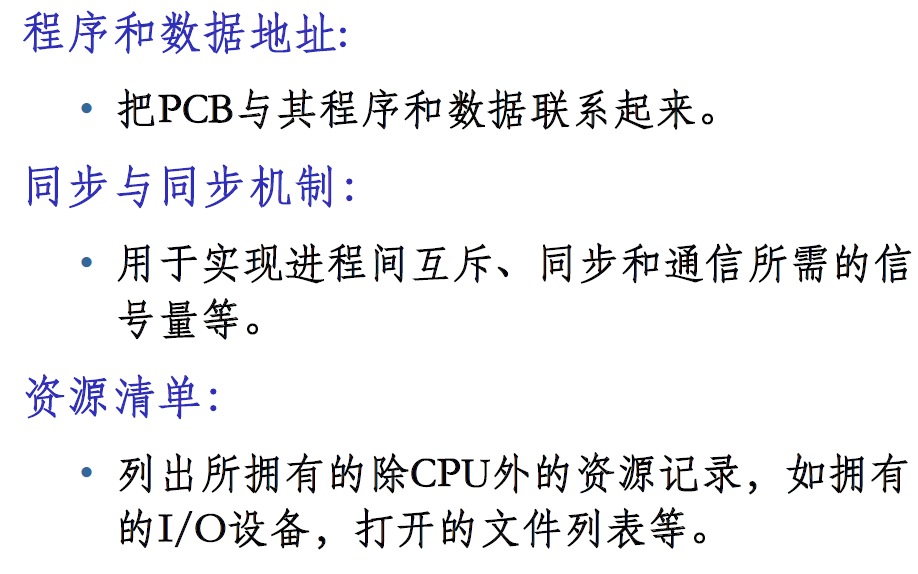 程序和数据地址:
• 把PCB与其程序和数据联系起来。
同步与同步机制：
• 用于实现进程间互斥、同步和通信所需的信
号量等。
资源清单：
• 列出所拥有的除CPU外的资源记录，如拥有
的I/O设备，打开的文件列表等。